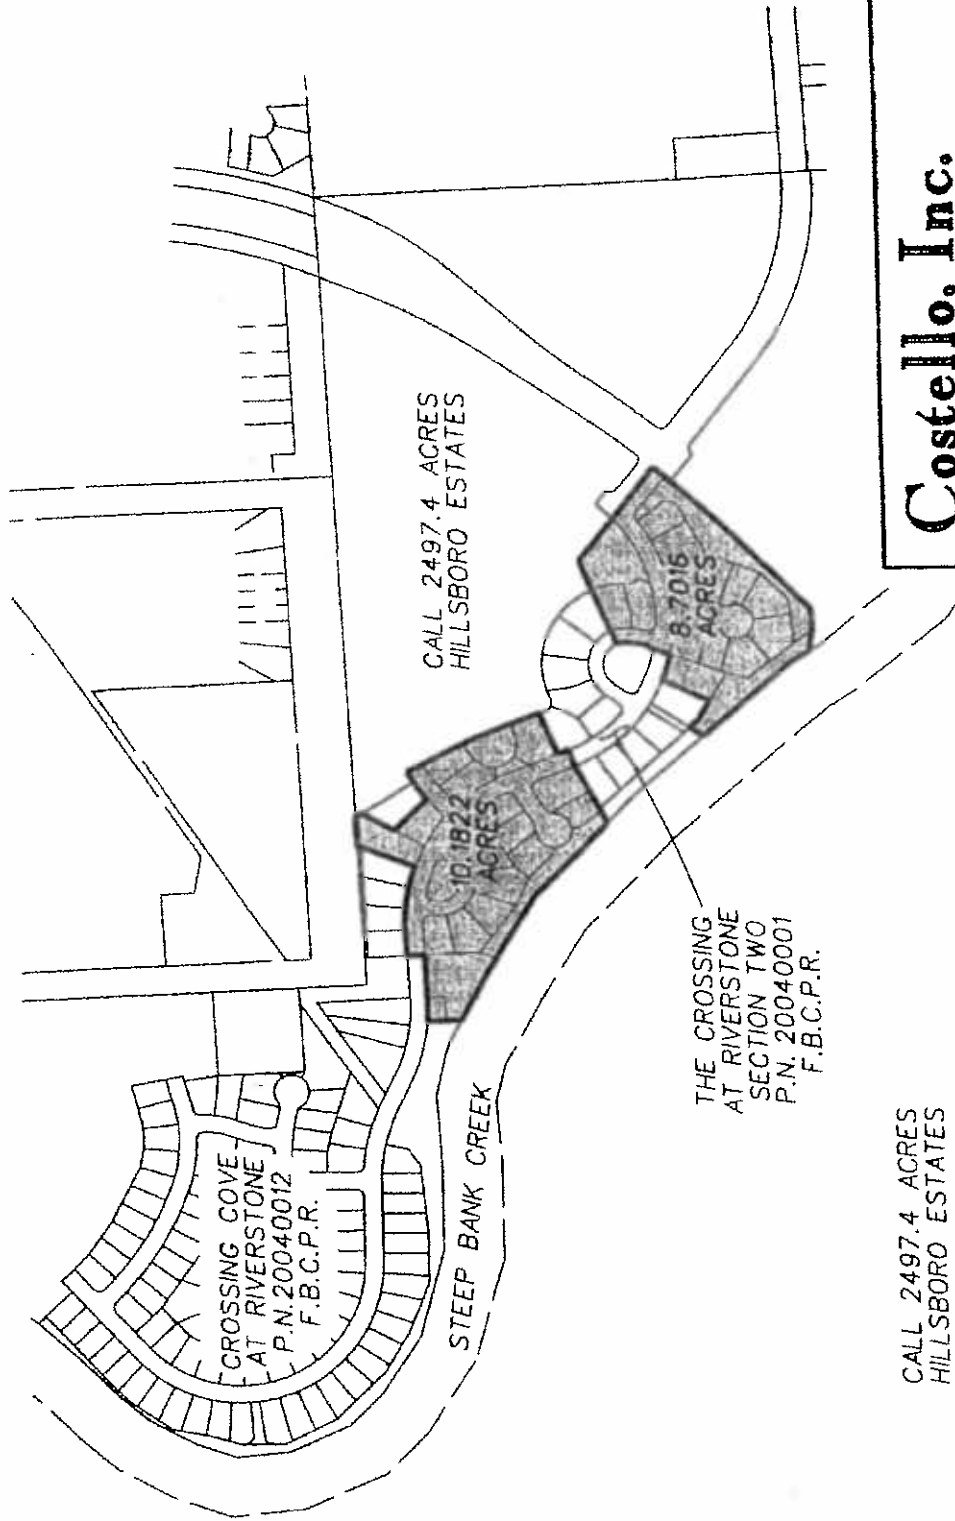 CALL 2497.4 ACRES
HILLSBORO ESTATES
10.1822
ACRES
8.7016
ACRES
CROSSING COVE
AT RIVERSTONE
P.N.20040012
F.B.C.P.R.
STEEP BANK CREEK
THE CROSSING
AT RIVERSTONE
SECTION TWO
P.N. 20040001
F.B.C.P.R.
CALL 2497.4 ACRES
HILLSBORO ESTATES
Costello, Inc.